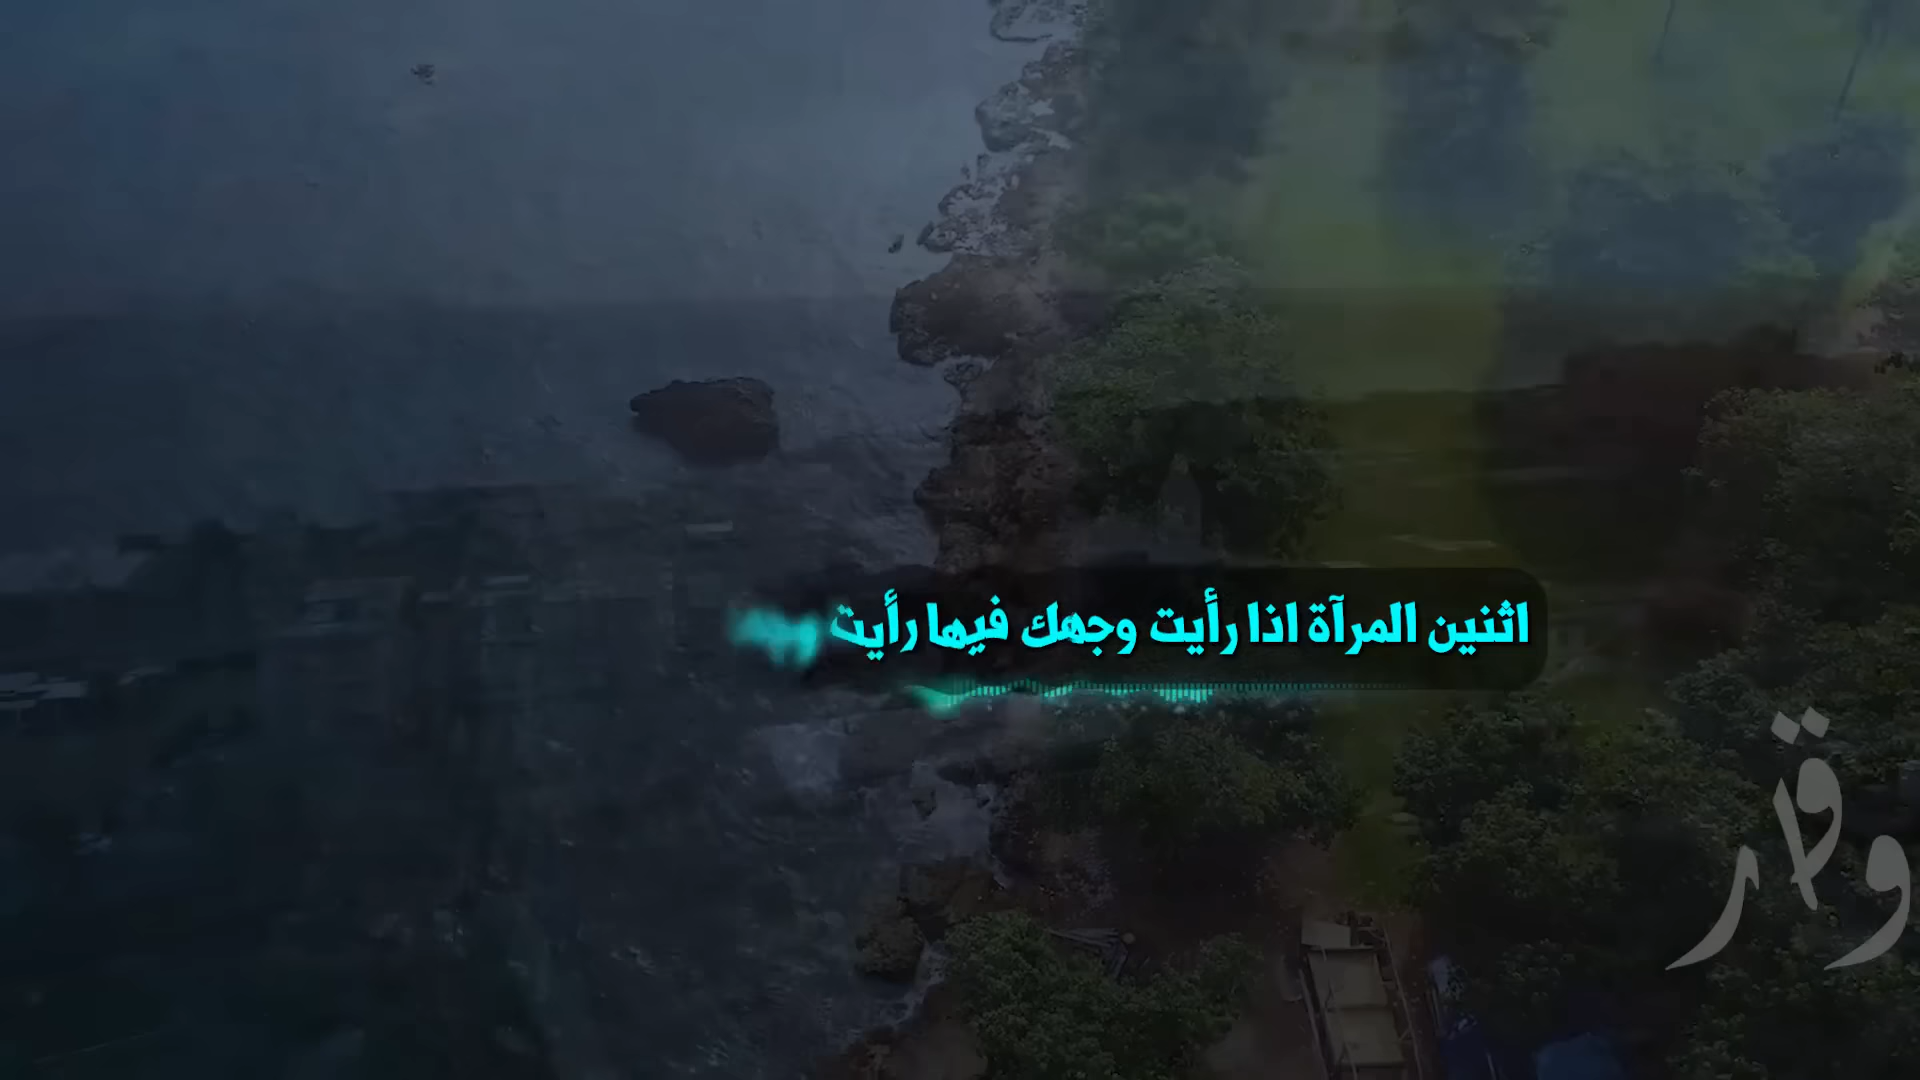 اثنين المرآة اذا رأيت وجهك فيها رأيت
وقار